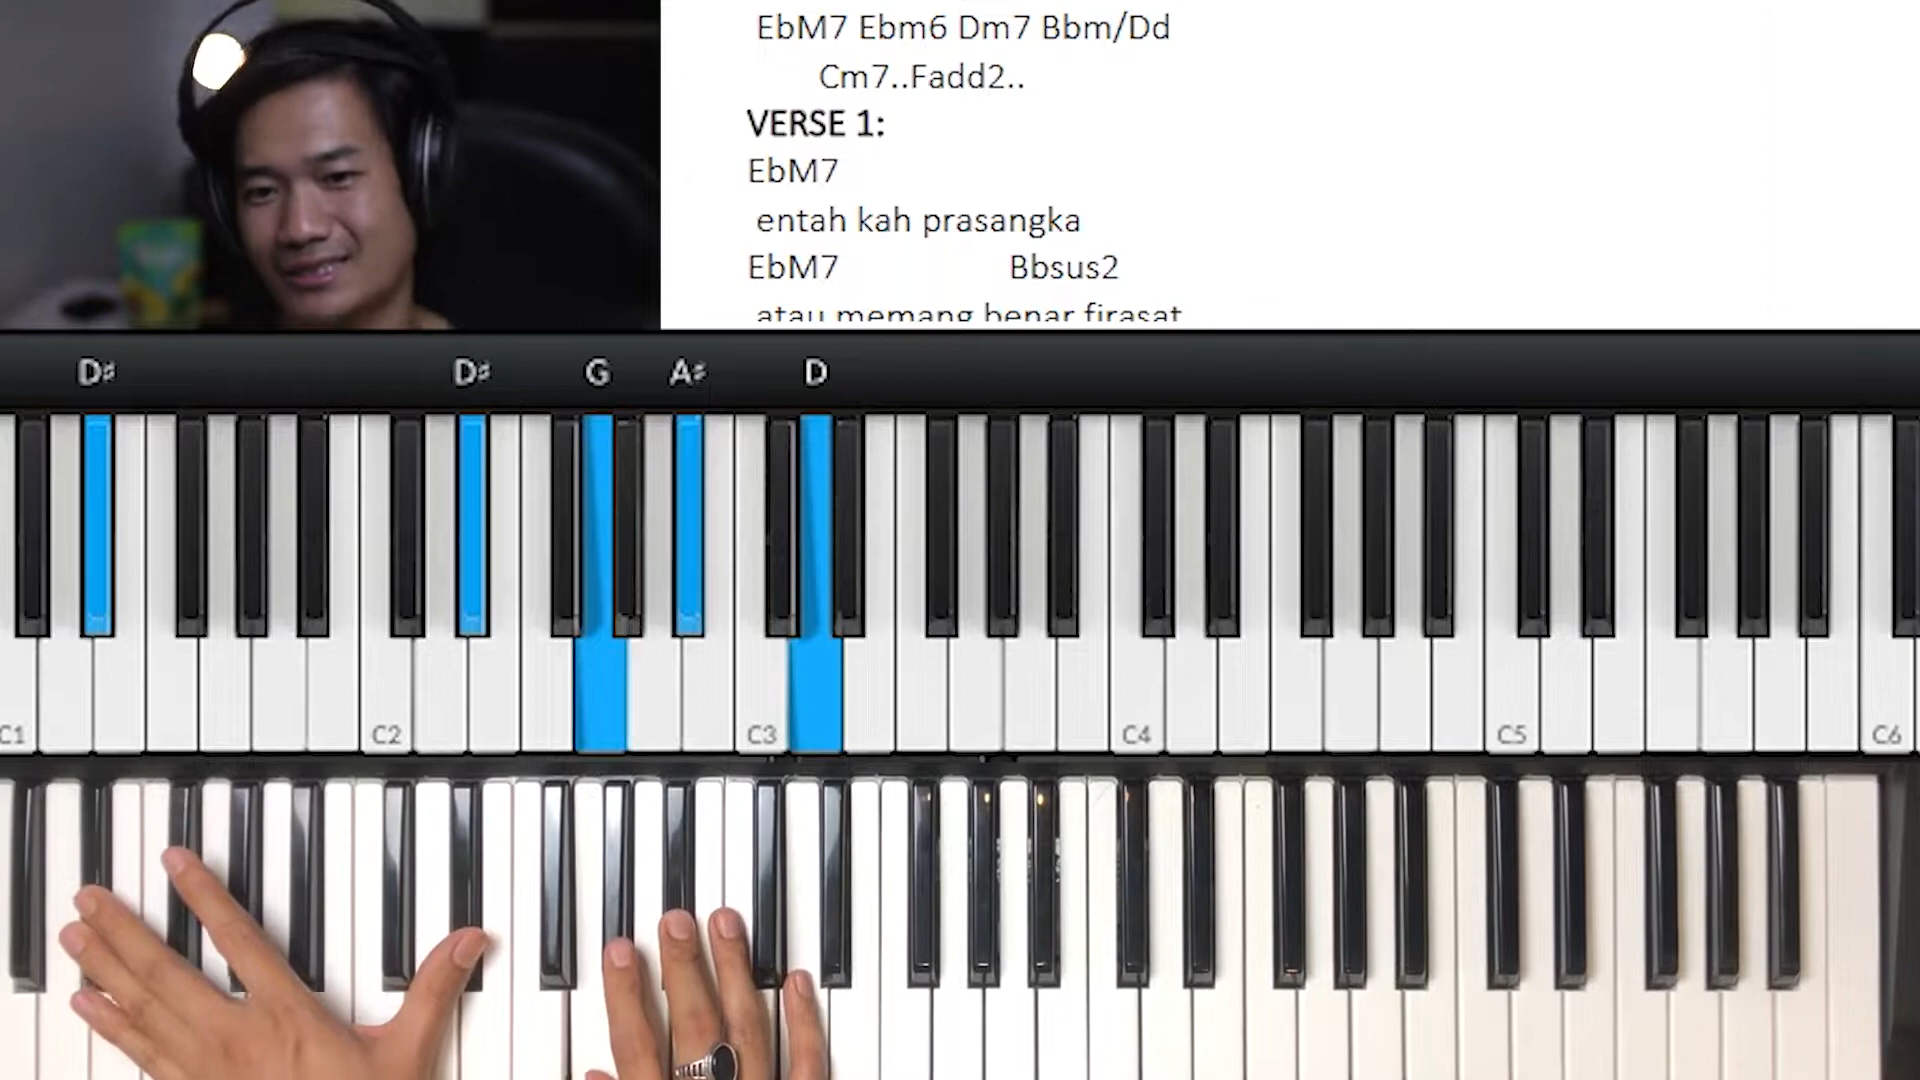 EbM7 Ebm6 Dm7 Bbm/Dd
Cm7..Fadd2..
VERSE 1:
EbM7
entah kah prasangka
EbM7 Bbsus2
atau memang benar firasat
D♯ D♯ G A♯ D
C1 C2 C3 C4 C5 C6